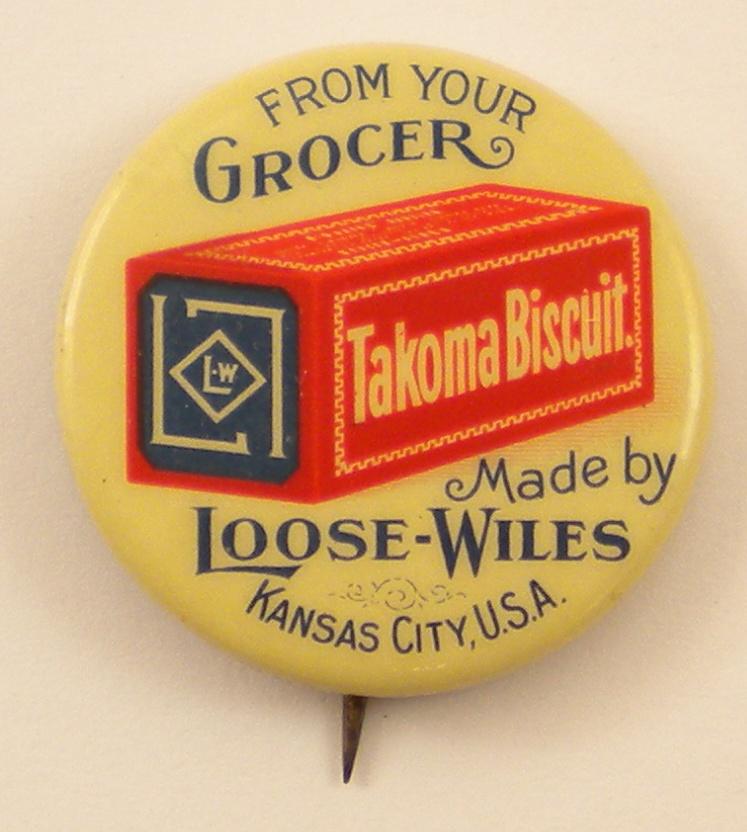 FROM YOUR
GROCER
L-W
Takoma Biscuit.
Made by
LOOSE-WILES
KANSAS CITY, U.S.A.